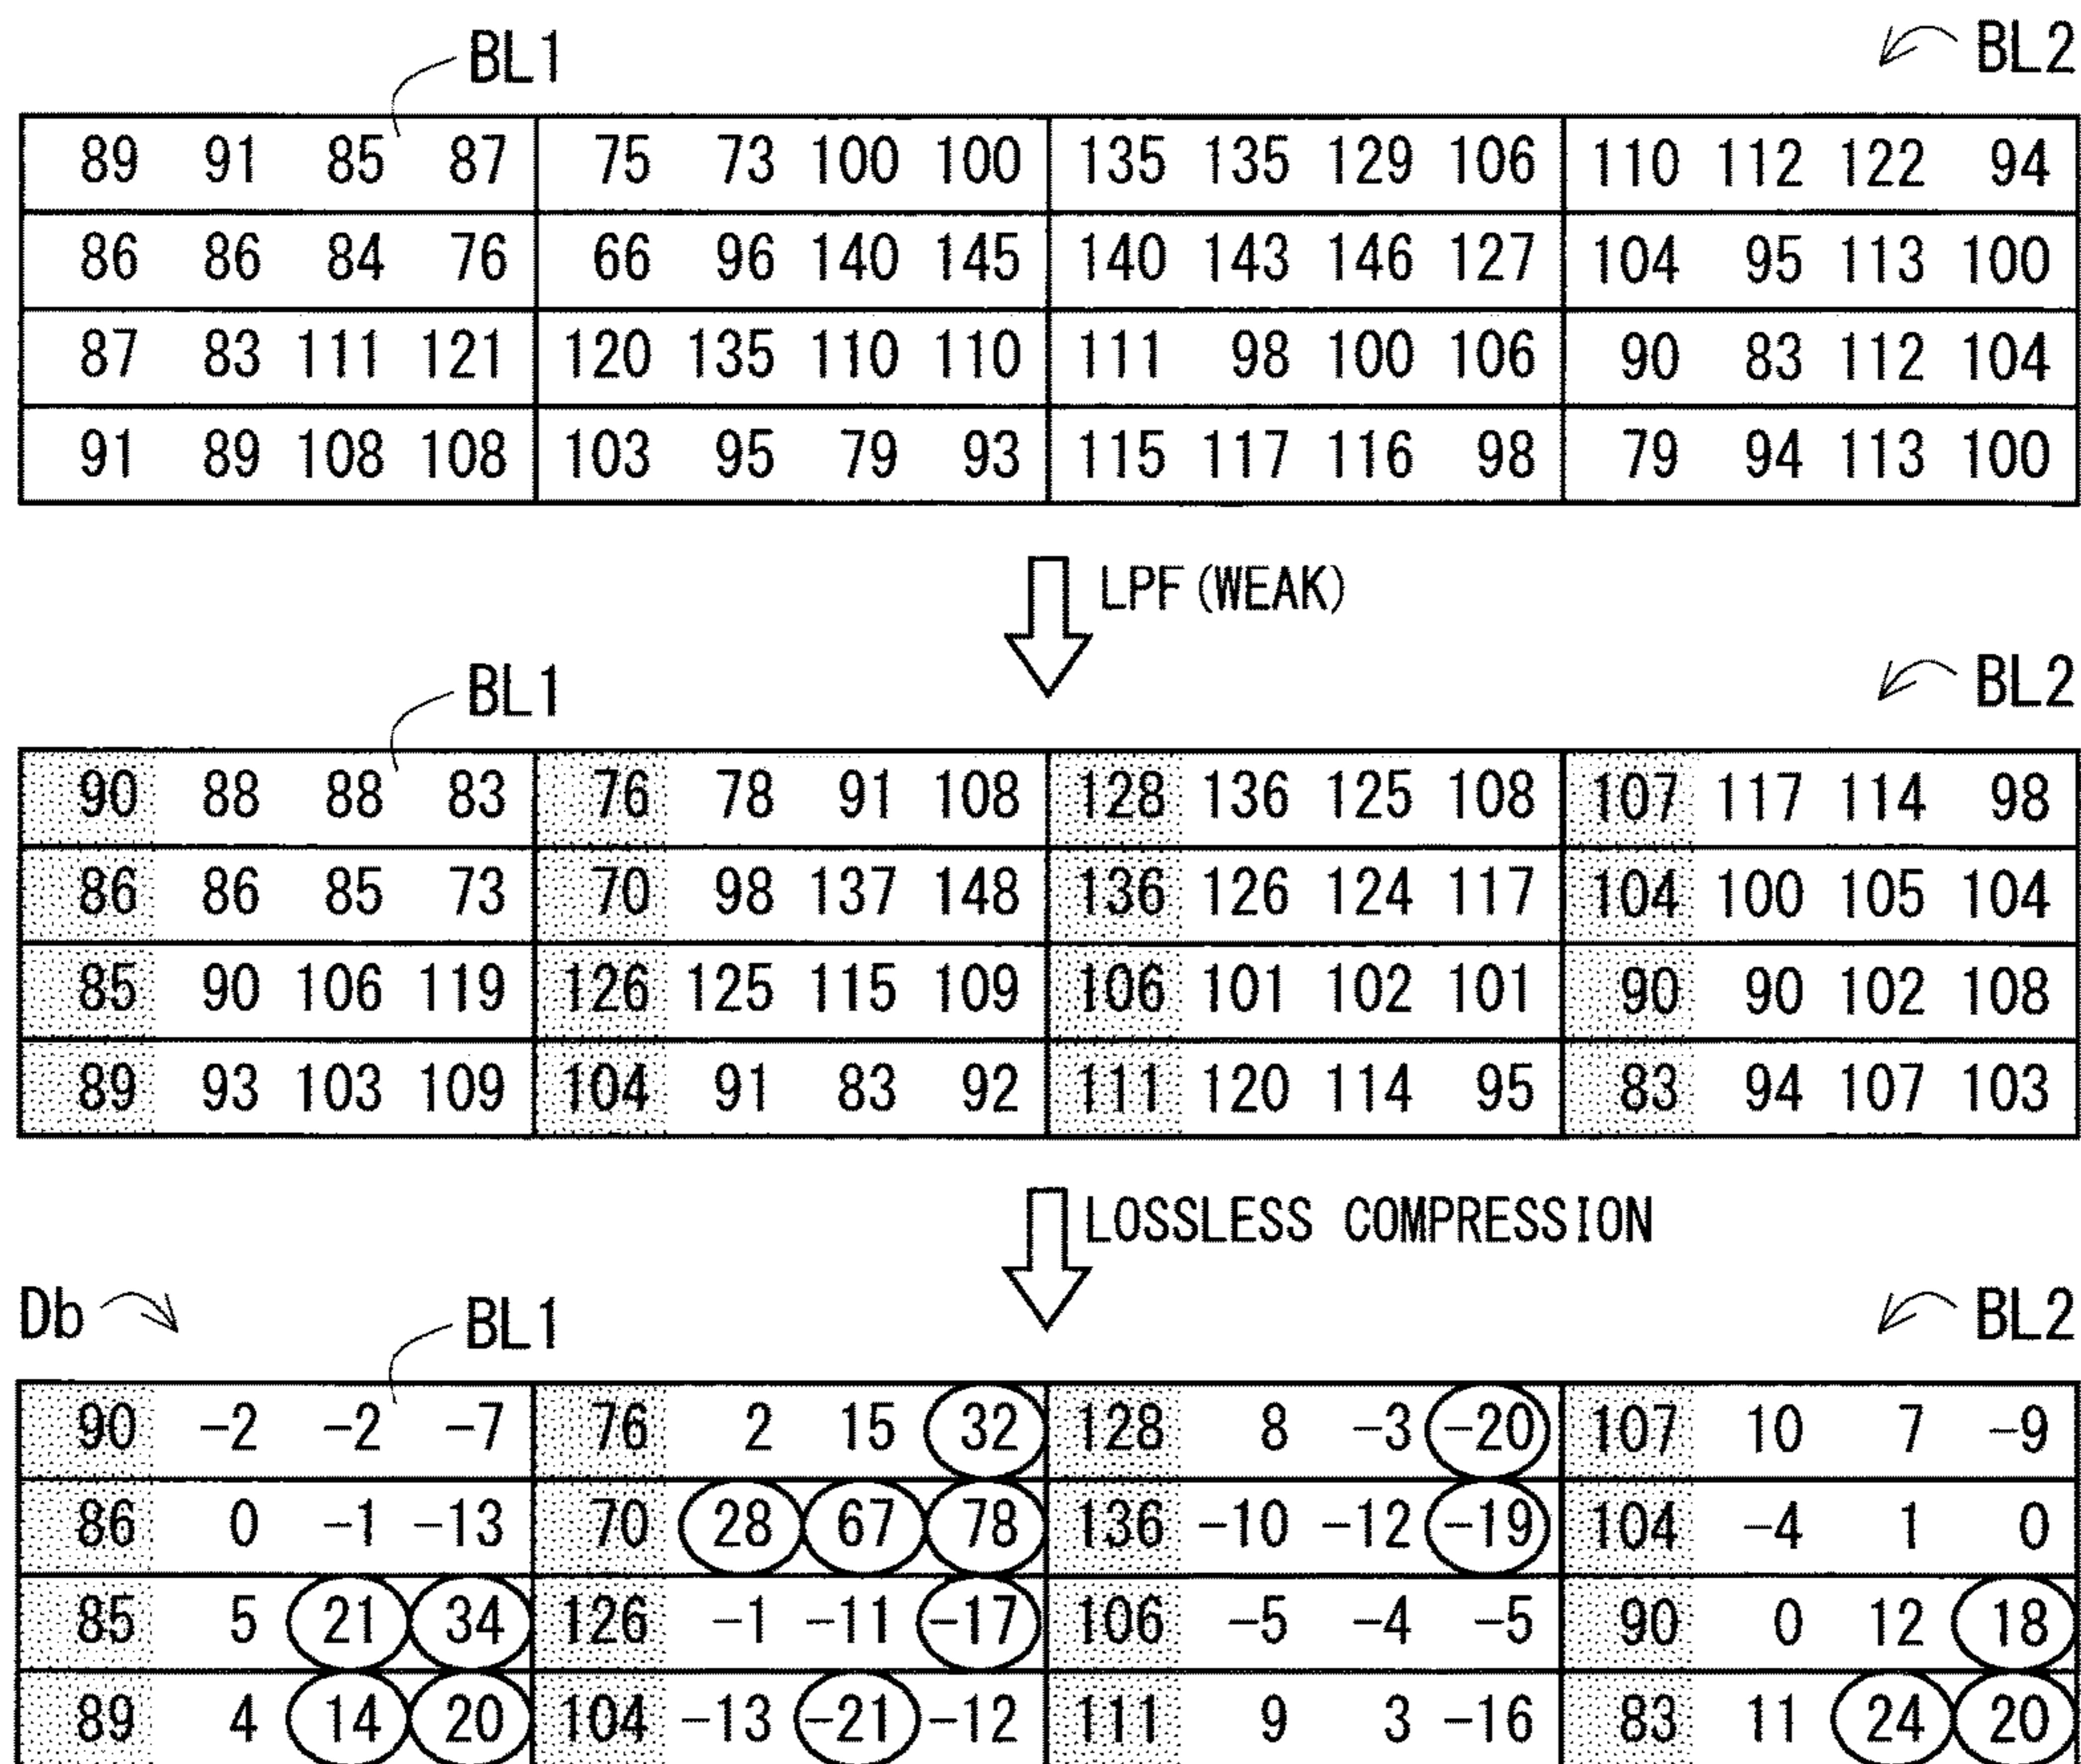 BL1 BL2
89 91 85 87 75 73 100 100 135 135 129 106 110 112 122 94
86 86 84 76 66 96 140 145 140 143 146 127 104 95 113 100
87 83 111 121 120 135 110 110 111 98 100 106 90 83 112 104
91 89 108 108 103 95 79 93 115 117 116 98 79 94 113 100
LPF(WEAK)
BL1 BL2
90 88 88 83 76 78 91 108 128 136 125 108 107 117 114 98
86 86 85 73 70 98 137 148 136 126 124 117 104 100 105 104
85 90 106 119 126 125 115 109 106 101 102 101 90 90 102 108
89 93 103 109 104 91 83 92 111 120 114 95 83 94 107 103
LOSSLESS COMPRESSION
Db BL1 BL2
90 -2 -2 -7 76 2 15 32 128 8 -3 -20 107 10 7 -9
86 0 -1 -13 70 28 67 78 136 -10 -12 -19 104 -4 1 0
85 5 21 34 126 -1 -11 -17 106 -5 -4 -5 90 0 12 18
89 4 14 20 104 -13 -21 -12 111 9 3 -16 83 11 24 20